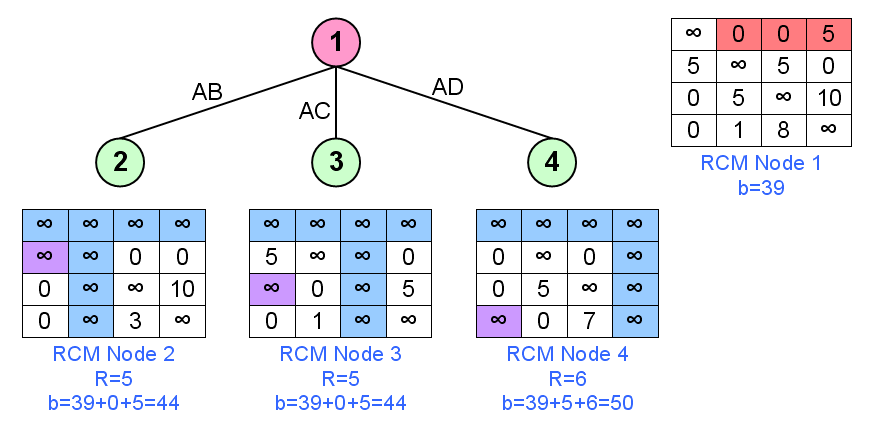 1
AB
AC
AD
2
3
4
∞ 0 0 5
5 ∞ 5 0
0 5 ∞ 10
0 1 8 ∞
RCM Node 1
b=39
∞ ∞ ∞ ∞
∞ ∞ 0 0
0 ∞ ∞ 10
0 ∞ 3 ∞
RCM Node 2
R=5
b=39+0+5=44
∞ ∞ ∞ ∞
5 ∞ ∞ 0
∞ 0 ∞ 5
0 1 ∞ ∞
RCM Node 3
R=5
b=39+0+5=44
∞ ∞ ∞ ∞
0 ∞ 0 ∞
0 5 ∞ ∞
∞ 0 7 ∞
RCM Node 4
R=6
b=39+5+6=50